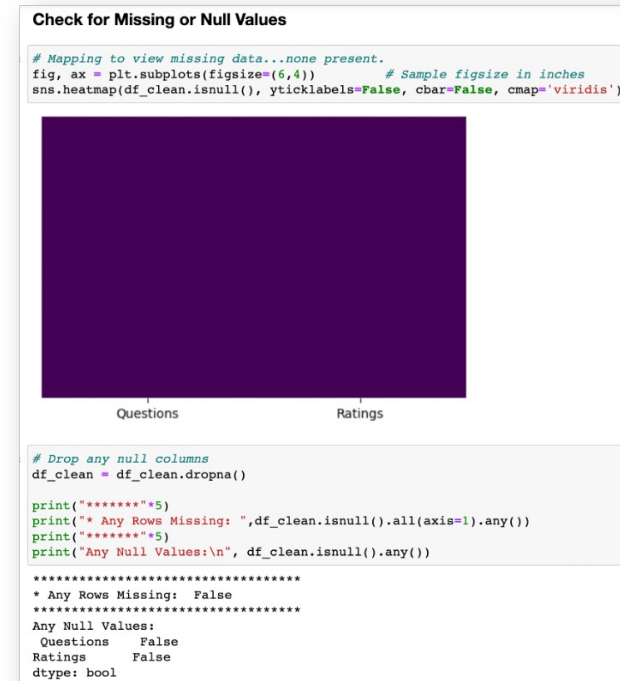 Check for Missing or Null Values
# Mapping to view missing data...none present.
fig, ax = plt.subplots(figsize=(6,4))         # Sample figsize in inches
sns.heatmap(df_clean.isnull(), yticklabels=False, cbar=False, cmap='viridis')
Questions Ratings
# Drop any null columns
df_clean = df_clean.dropna()
print("*******"*5)
print("* Any Rows Missing: ",df_clean.isnull().all(axis=1).any())
print("*******"*5)
print("Any Null Values:\n", df_clean.isnull().any())
***********************************
* Any Rows Missing:  False
***********************************
Any Null Values:
 Questions    False
Ratings      False
dtype: bool